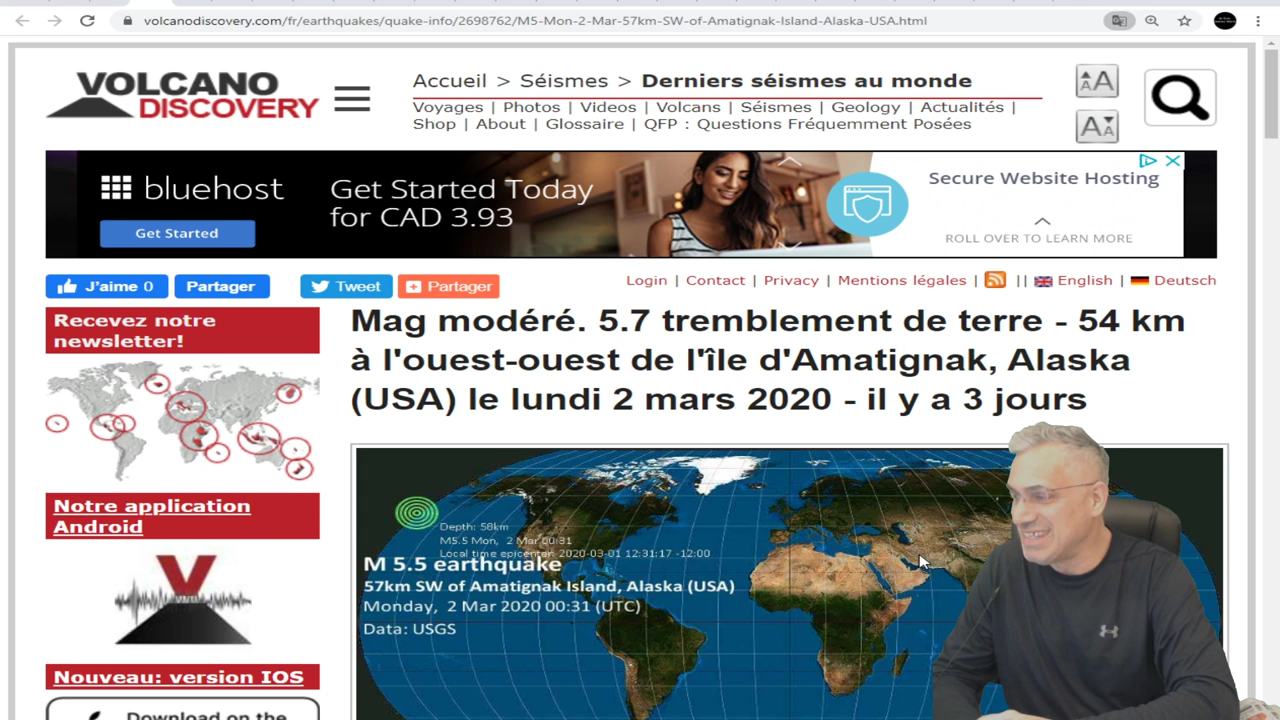 volcanodiscovery.com/fr/earthquakes/quake-info/2698762/M5-Mon-2-Mar-57km-SW-of-Amatignak-Island-Alaska-USA.html
VOLCANO
DISCOVERY
Accueil > Séismes > Derniers séismes au monde
Voyages | Photos | Videos | Volcans | Séismes | Geology | Actualités |
Shop | About | Glossaire | QFP : Questions Fréquemment Posées
AA
AA
bluehost
Get Started
Get Started Today
for CAD 3.93
Secure Website Hosting
ROLL OVER TO LEARN MORE
J'aime 0
Partager
Tweet
Partager
Login | Contact | Privacy | Mentions légales | || English | Deutsch
Recevez notre
newsletter!
Notre application
Android
Nouveau: version IOS
Download on the
Mag modéré. 5.7 tremblement de terre - 54 km
à l'ouest-ouest de l'île d'Amatignak, Alaska
(USA) le lundi 2 mars 2020 - il y a 3 jours
Depth: 58km
M5.5 Mon, 2 Mar 00:31
Local time epicenter: 2020-03-01 12:31:17 -12:00
M 5.5 earthquake
57km SW of Amatignak Island, Alaska (USA)
Monday, 2 Mar 2020 00:31 (UTC)
Data: USGS